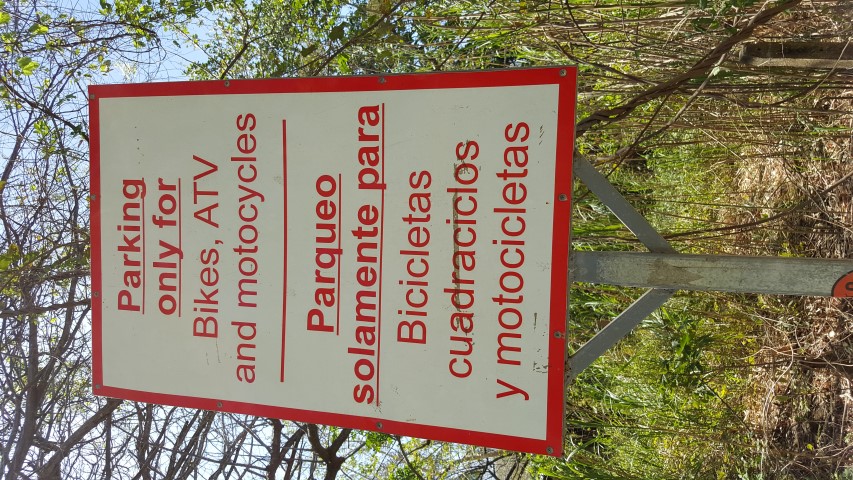 Parking
only for
Bikes, ATV
and motocycles
Parqueo
solamente para
Bicicletas
cuadraciclos
y motocicletas